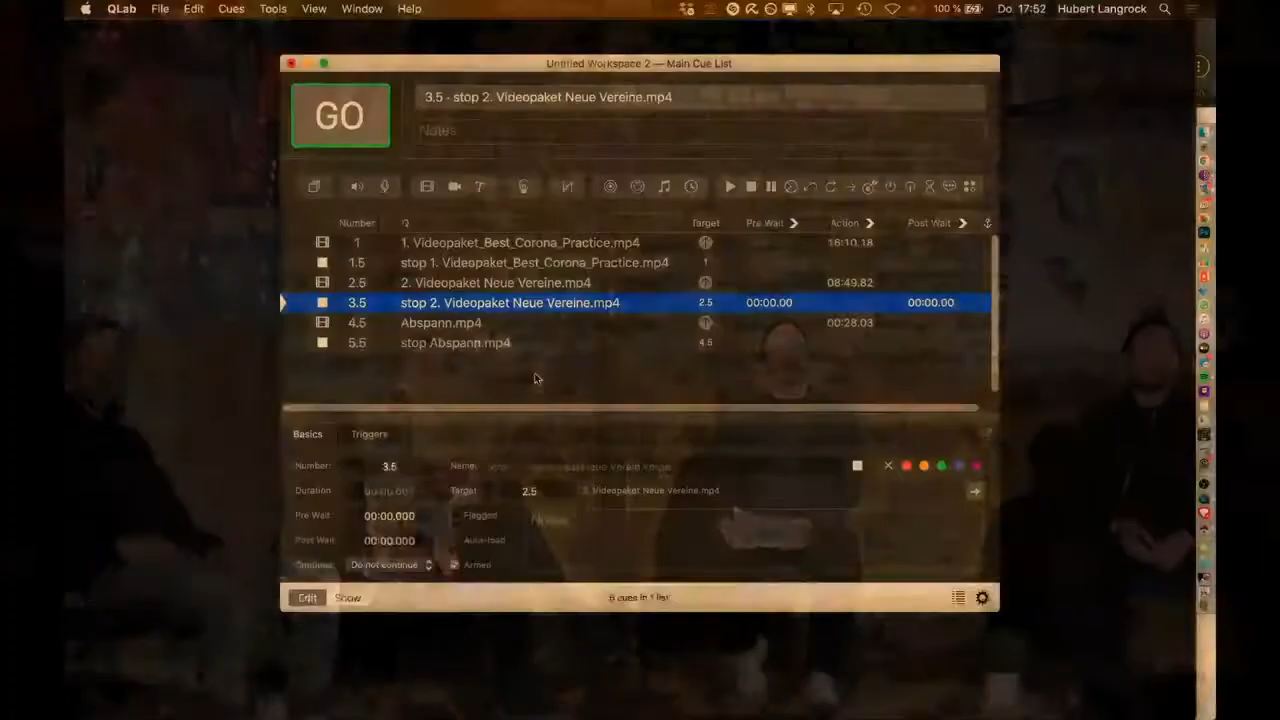 QLab File Edit Cues Tools View Window Help 100 % Do. 17:52 Hubert Langrock
Untitled Workspace 2 — Main Cue List
GO
3.5 - stop 2. Videopaket Neue Vereine.mp4
Notes
Number Q Target Pre Wait Action Post Wait
1 1. Videopaket_Best_Corona_Practice.mp4 16:10.18
1.5 stop 1. Videopaket_Best_Corona_Practice.mp4 1
2.5 2. Videopaket Neue Vereine.mp4 08:49.82
3.5 stop 2. Videopaket Neue Vereine.mp4 2.5 00:00.00 00:00.00
4.5 Abspann.mp4 00:28.03
5.5 stop Abspann.mp4 4.5
Basics Triggers
Number: 3.5 Name:
Duration Target 2.5 2. Videopaket Neue Vereine.mp4
Pre Wait: 00:00.000 Flagged
Post Wait: 00:00.000 Auto-load
Continue: Do not continue Armed
Edit Show 6 cues in 1 list